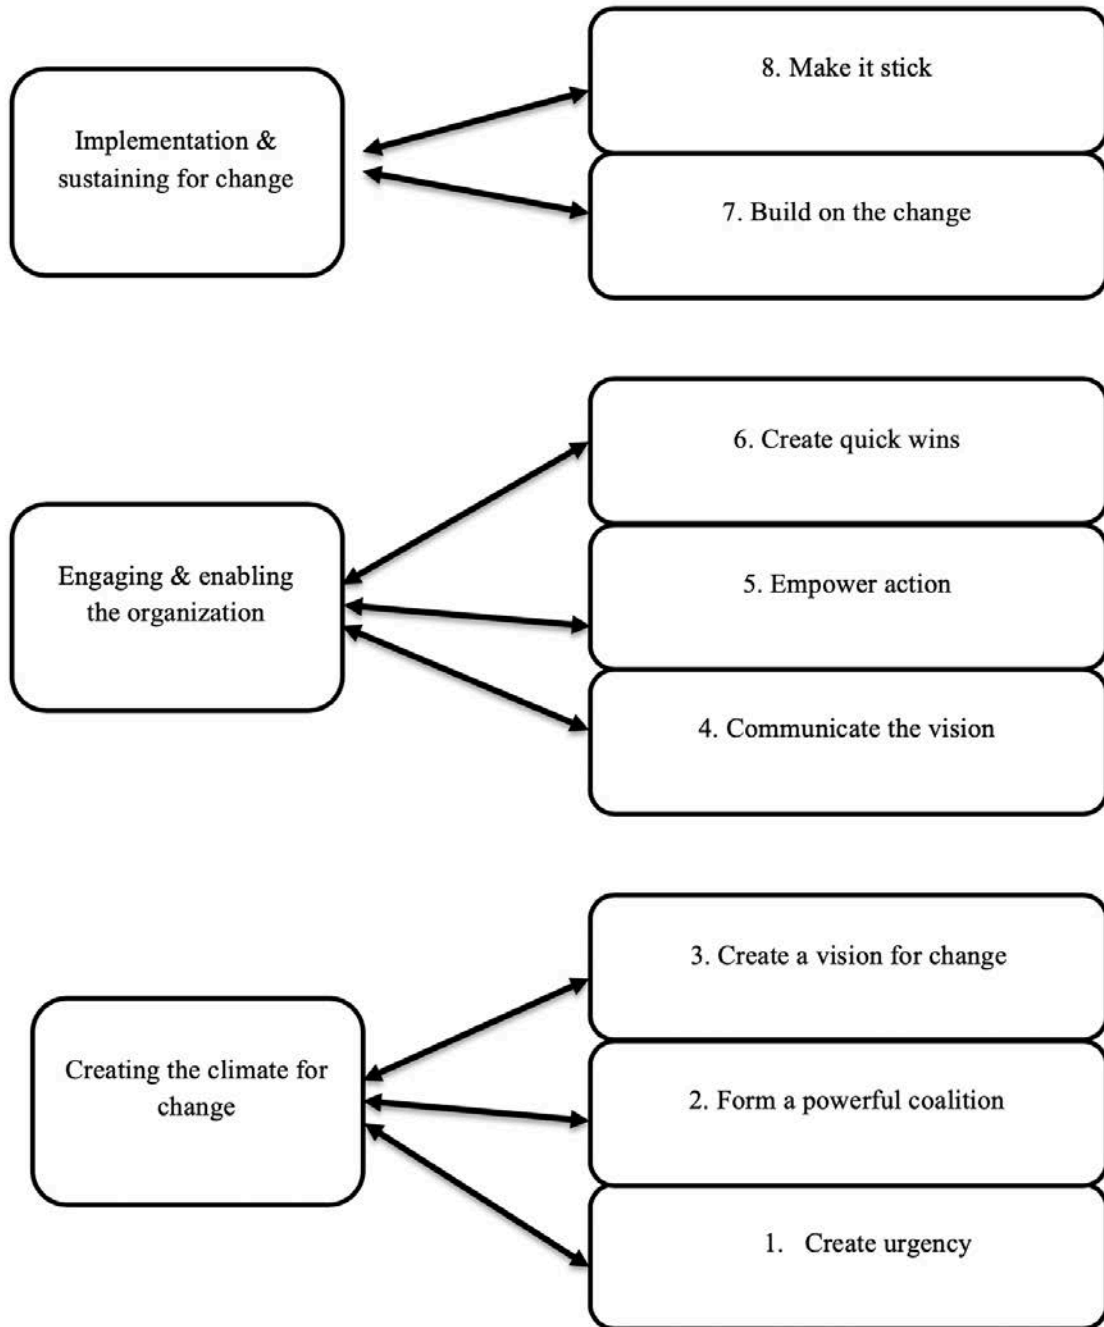 Implementation &
sustaining for change
8. Make it stick
7. Build on the change
Engaging & enabling
the organization
6. Create quick wins
5. Empower action
4. Communicate the vision
Creating the climate for
change
3. Create a vision for change
2. Form a powerful coalition
1. Create urgency